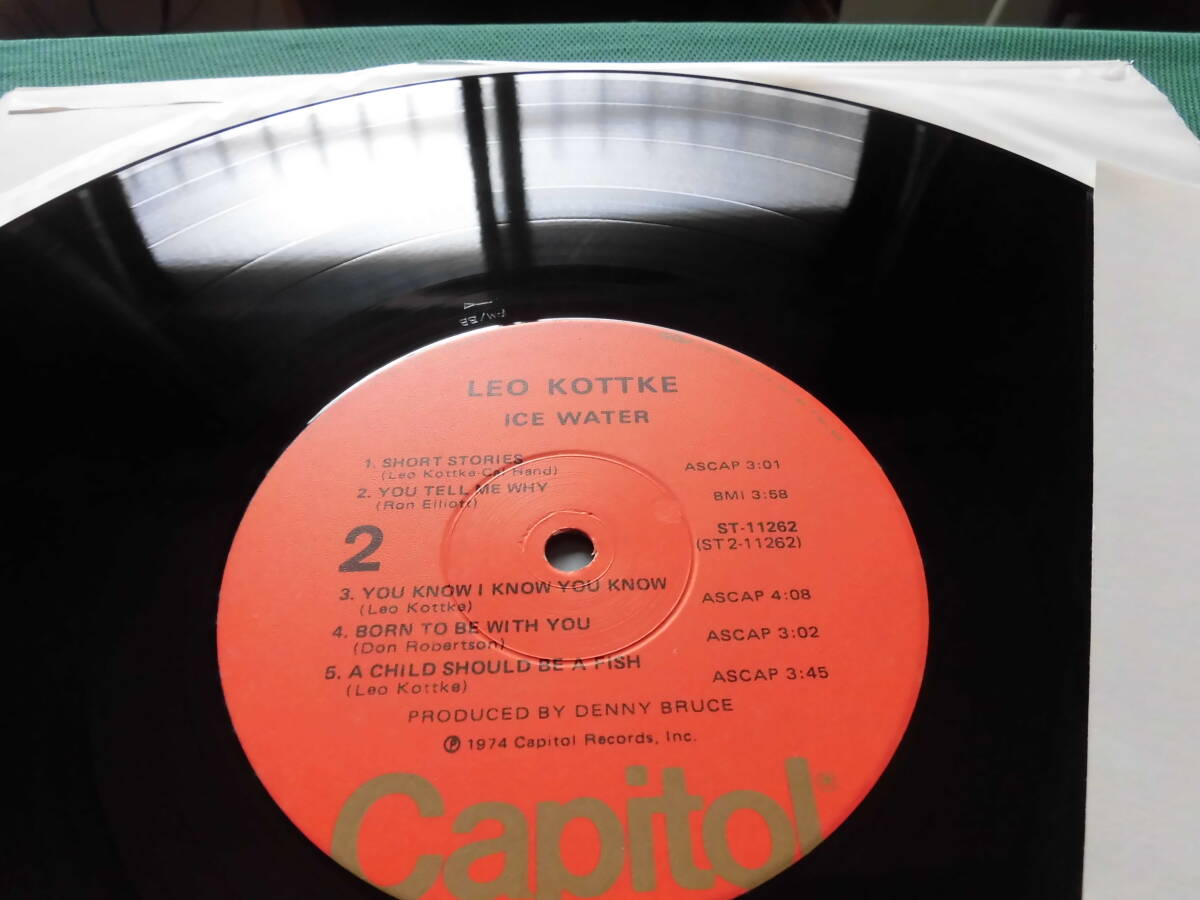 LEO KOTTKE
ICE WATER
1. SHORT STORIES
(Leo Kottke-Cal Hand)
ASCAP 3:01
2. YOU TELL ME WHY
(Ron Elliott)
BMI 3:58
2
ST-11262
(ST2-11262)
3. YOU KNOW I KNOW YOU KNOW
(Leo Kottke)
ASCAP 4:08
4. BORN TO BE WITH YOU
(Don Robertson)
ASCAP 3:02
5. A CHILD SHOULD BE A FISH
(Leo Kottke)
ASCAP 3:45
PRODUCED BY DENNY BRUCE
℗ 1974 Capitol Records, Inc.
Capitol®